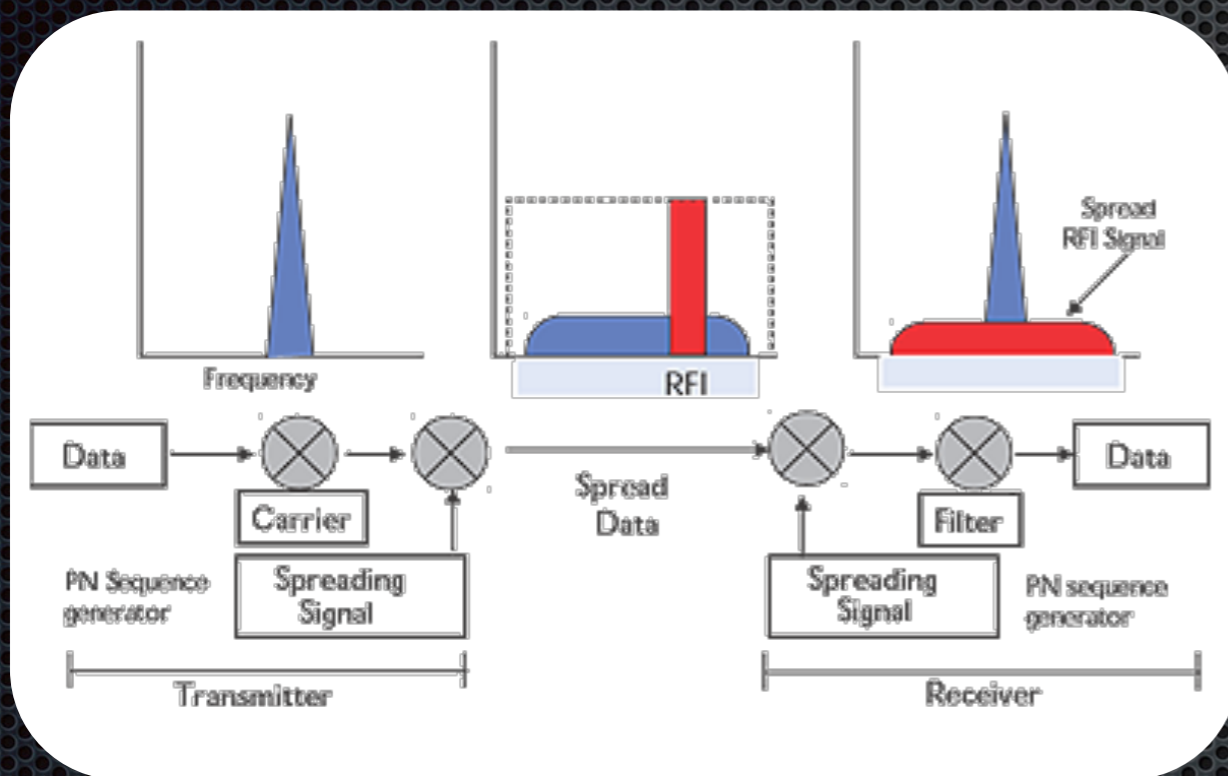 Spread
RFI Signal
Frequency
RFI
Data
Carrier
Spread
Data
Filter
Data
PN Sequence
generator
Spreading
Signal
Spreading
Signal
PN sequence
generator
Transmitter
Receiver